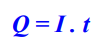 Q = I . t